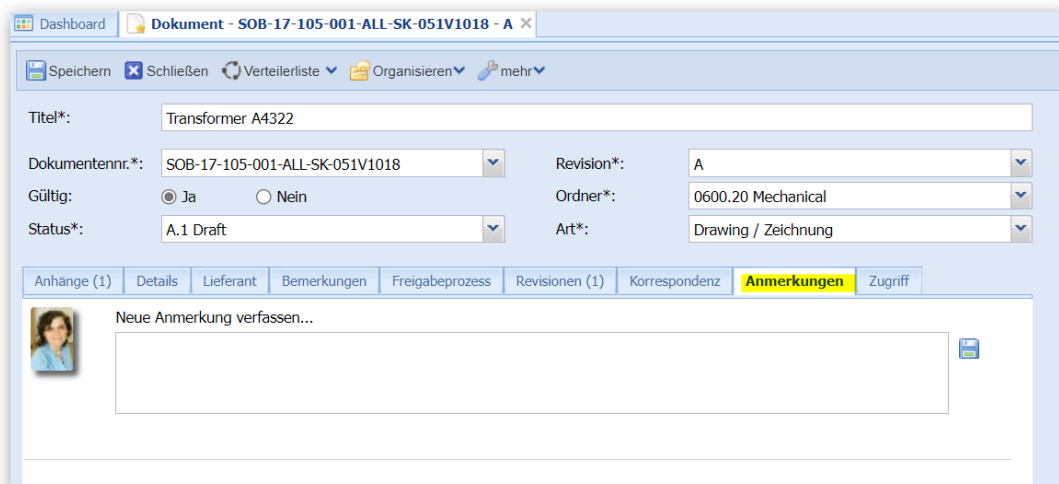 Dashboard Dokument - SOB-17-105-001-ALL-SK-051V1018 - A
Speichern Schließen Verteilerliste Organisieren mehr
Titel*: Transformer A4322
Dokumentennr.*: SOB-17-105-001-ALL-SK-051V1018 Revision*: A
Gültig: Ja Nein Ordner*: 0600.20 Mechanical
Status*: A.1 Draft Art*: Drawing / Zeichnung
Anhänge (1) Details Lieferant Bemerkungen Freigabeprozess Revisionen (1) Korrespondenz Anmerkungen Zugriff
Neue Anmerkung verfassen...